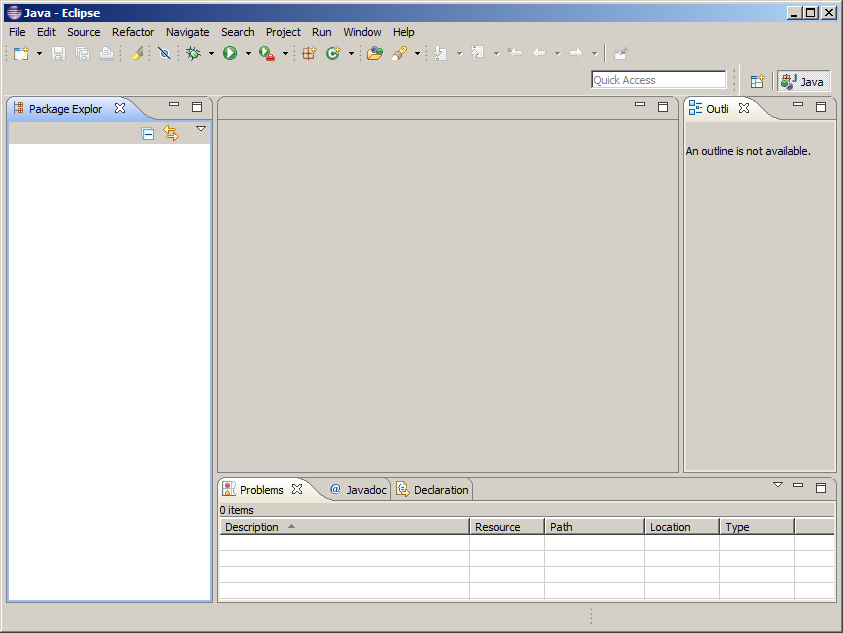 Java - Eclipse
File Edit Source Refactor Navigate Search Project Run Window Help
Quick Access
Java
Package Explor
Outli
An outline is not available.
Problems @ Javadoc Declaration
0 items
Description Resource Path Location Type